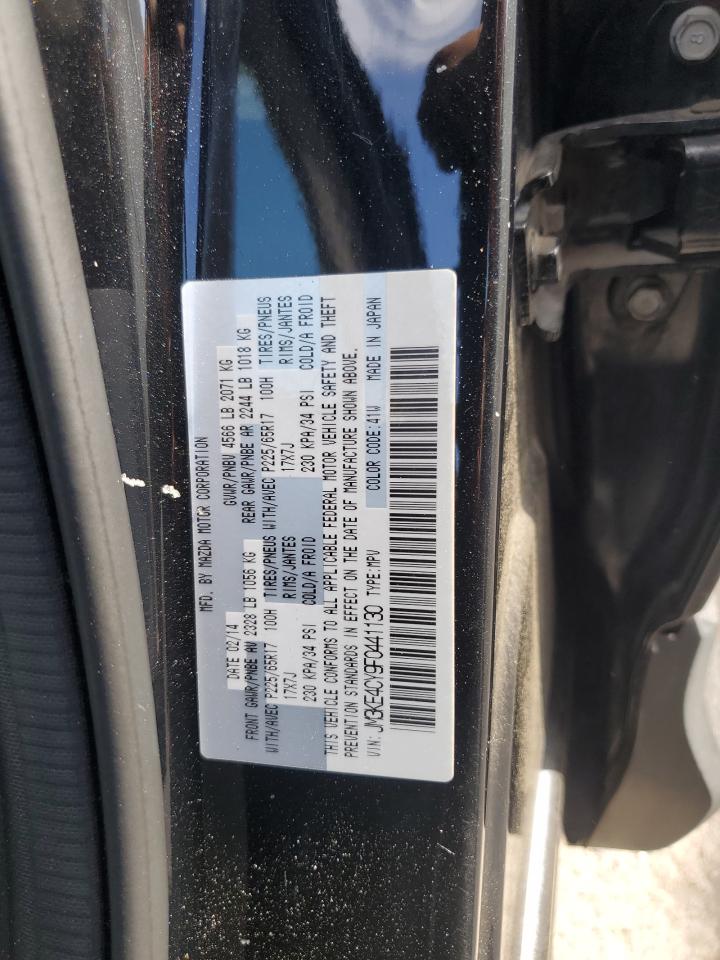 MFD. BY MAZDA MOTOR CORPORATION
DATE 02/14 GVWR/PNBV 4566 LB 2071 KG
FRONT GAWR/PNBE AV 2328 LB 1056 KG REAR GAWR/PNBE AR 2244 LB 1018 KG
WITH/AVEC P225/65R17 100H TIRES/PNEUS WITH/AVEC P225/65R17 100H TIRES/PNEUS
17X7J RIMS/JANTES 17X7J RIMS/JANTES
230 KPA/34 PSI COLD/A FROID 230 KPA/34 PSI COLD/A FROID
THIS VEHICLE CONFORMS TO ALL APPLICABLE FEDERAL MOTOR VEHICLE SAFETY AND THEFT
PREVENTION STANDARDS IN EFFECT ON THE DATE OF MANUFACTURE SHOWN ABOVE.
VIN: JM3KE4CY9F0441130 TYPE:MPV COLOR CODE:41W MADE IN JAPAN
8